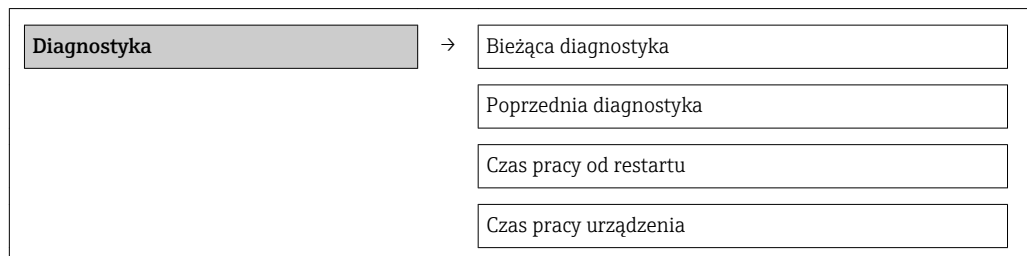 Diagnostyka → Bieżąca diagnostyka
Poprzednia diagnostyka
Czas pracy od restartu
Czas pracy urządzenia